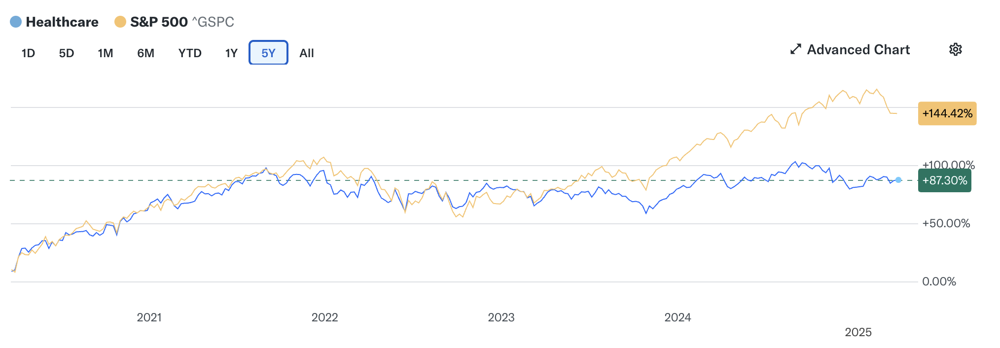 Healthcare S&P 500 ^GSPC
1D 5D 1M 6M YTD 1Y 5Y All Advanced Chart
+144.42%
+100.00%
+87.30%
+50.00%
0.00%
2021 2022 2023 2024
2025